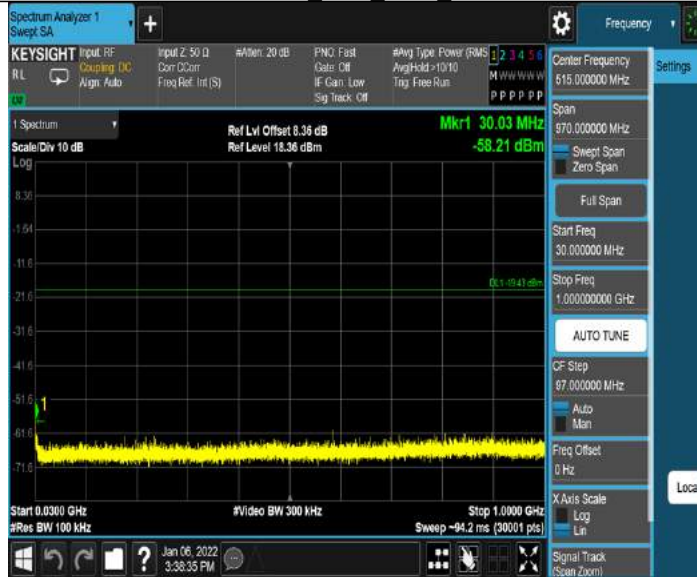 Spectrum Analyzer 1
Swept SA
+
Frequency
KEYSIGHT
RL
Input: RF
Coupling: DC
Align: Auto
Input Z: 50 Ω
Corr CCorr
Freq Ref: Int (S)
#Atten: 20 dB
PNO: Fast
Gate: Off
IF Gain: Low
Sig Track: Off
#Avg Type: Power (RMS
Avg|Hold >10/10
Trig: Free Run
1 2 3 4 5 6
M W W W W W
P P P P P P
Settings
Center Frequency
515.000000 MHz
Span
970.000000 MHz
Swept Span
Zero Span
Full Span
Start Freq
30.000000 MHz
Stop Freq
1.000000000 GHz
AUTO TUNE
CF Step
97.000000 MHz
Auto
Man
Freq Offset
0 Hz
X Axis Scale
Log
Lin
Signal Track
(Span Zoom)
Loca
1 Spectrum
Scale/Div 10 dB
Log
Ref Lvl Offset 8.36 dB
Ref Level 18.36 dBm
Mkr1 30.03 MHz
-58.21 dBm
8.36
-1.64
-11.6
DL1 -19.43 dBm
-21.6
-31.6
-41.6
-51.6
1
-61.6
-71.6
Start 0.0300 GHz
#Res BW 100 kHz
#Video BW 300 kHz
Stop 1.0000 GHz
Sweep ~94.2 ms (30001 pts)
?
Jan 06, 2022
3:38:35 PM